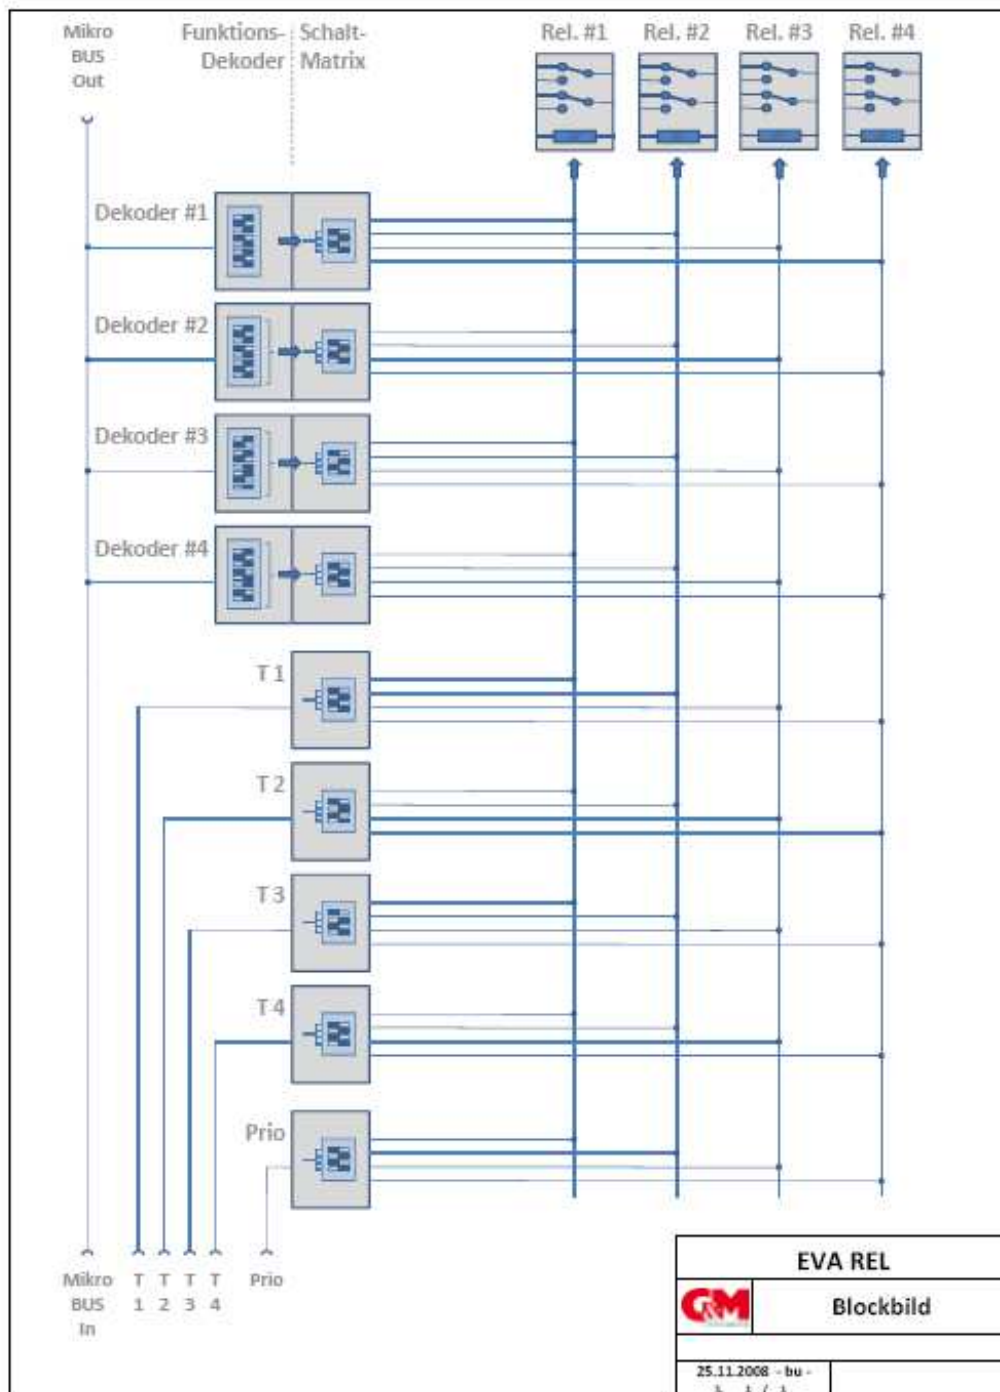 Mikro
BUS
Out
Funktions-
Dekoder
Schalt-
Matrix
Rel. #1
Rel. #2
Rel. #3
Rel. #4
Dekoder #1
Dekoder #2
Dekoder #3
Dekoder #4
T 1
T 2
T 3
T 4
Prio
Mikro
BUS
In
T
1
T
2
T
3
T
4
Prio
EVA REL
G&M
Blockbild
25.11.2008 - bu -